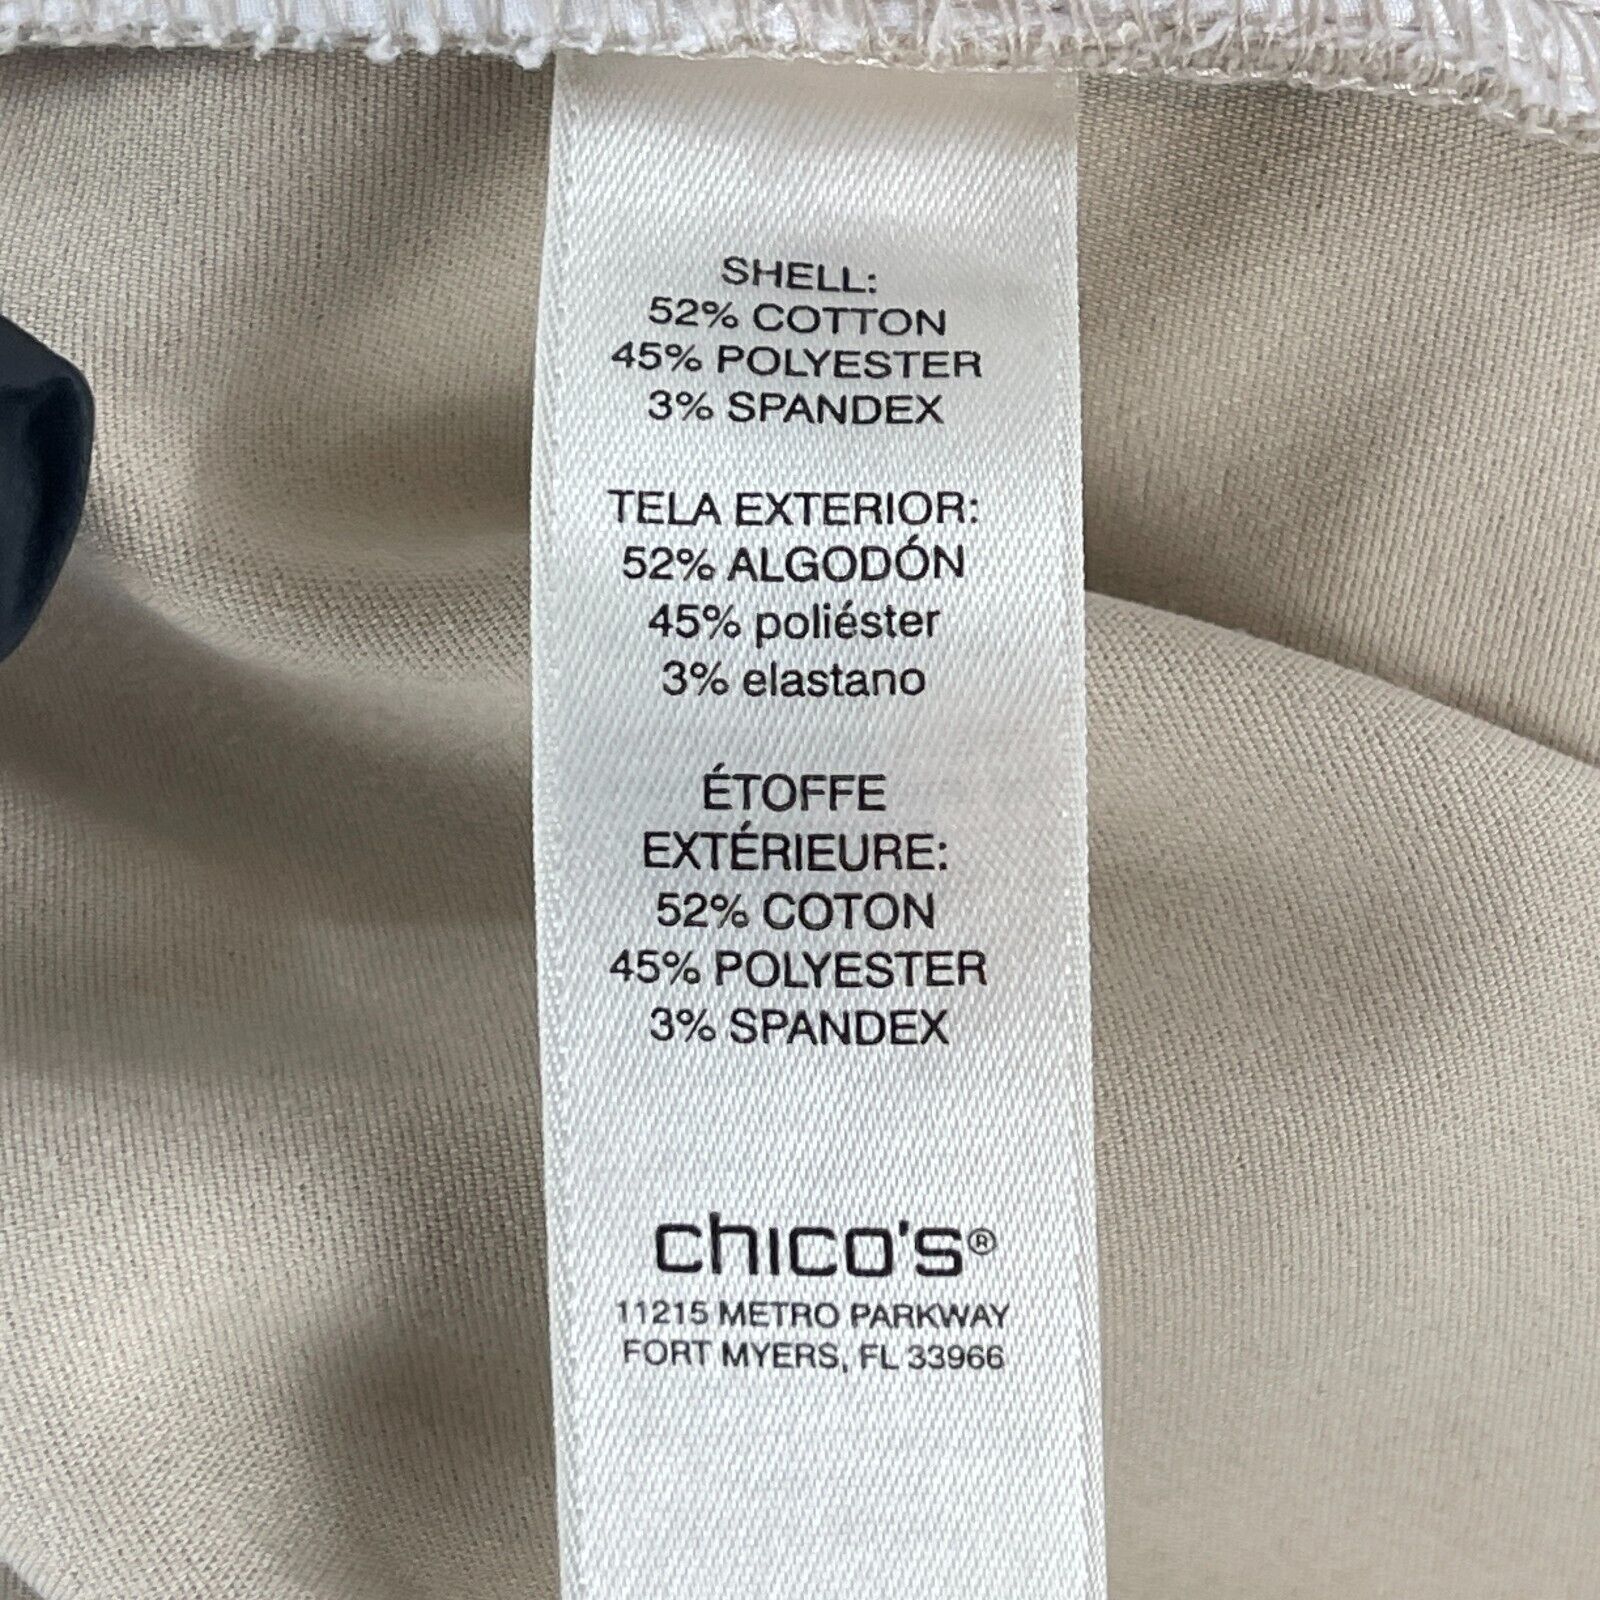 SHELL:
52% COTTON
45% POLYESTER
3% SPANDEX
TELA EXTERIOR:
52% ALGODÓN
45% poliéster
3% elastano
ÉTOFFE
EXTÉRIEURE:
52% COTON
45% POLYESTER
3% SPANDEX
chico's®
11215 METRO PARKWAY
FORT MYERS, FL 33966